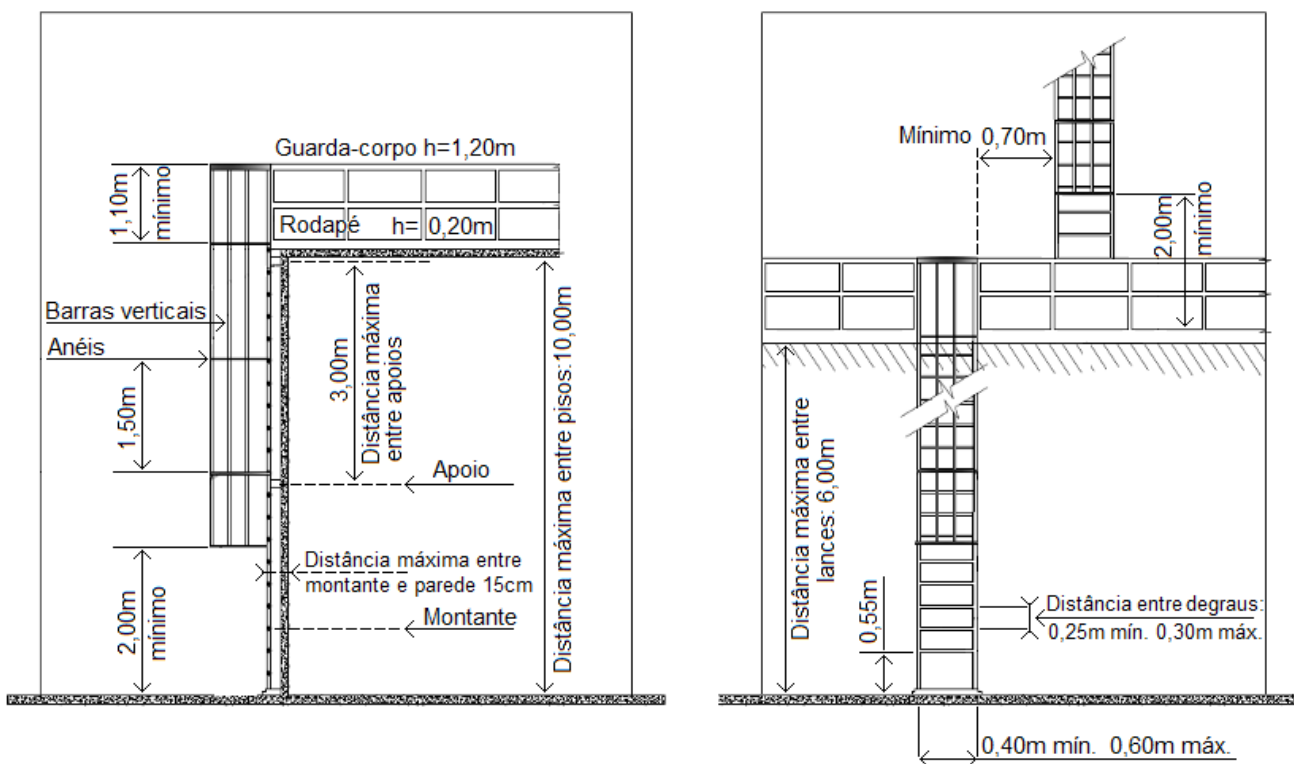 Guarda-corpo h=1,20m
1,10m
mínimo
Rodapé h= 0,20m
Barras verticais
Anéis
1,50m
3,00m
Distância máxima
entre apoios
Apoio
Distância máxima entre pisos:10,00m
Distância máxima entre
montante e parede 15cm
Montante
2,00m
mínimo
Mínimo 0,70m
2,00m
mínimo
Distância máxima entre
lances: 6,00m
0,55m
Distância entre degraus:
0,25m mín. 0,30m máx.
0,40m mín. 0,60m máx.